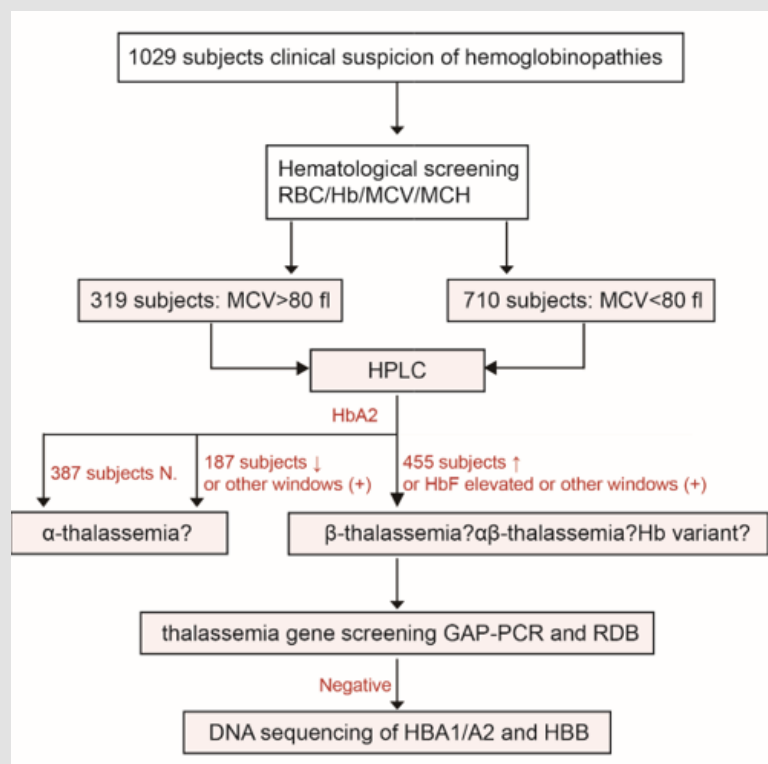 1029 subjects clinical suspicion of hemoglobinopathies
Hematological screening
RBC/Hb/MCV/MCH
319 subjects: MCV>80 fl
710 subjects: MCV<80 fl
HPLC
HbA2
387 subjects N.
187 subjects ↓
or other windows (+)
455 subjects ↑
or HbF elevated or other windows (+)
α-thalassemia?
β-thalassemia?αβ-thalassemia?Hb variant?
thalassemia gene screening GAP-PCR and RDB
Negative
DNA sequencing of HBA1/A2 and HBB